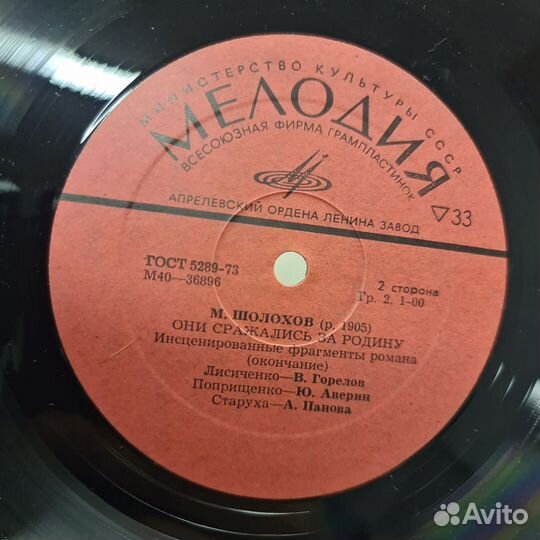 МИНИСТЕРСТВО КУЛЬТУРЫ СССР
МЕЛОДИЯ
ВСЕСОЮЗНАЯ ФИРМА ГРАМПЛАСТИНОК
АПРЕЛЕВСКИЙ ОРДЕНА ЛЕНИНА ЗАВОД
▽33
ГОСТ 5289-73
М40—36896
2 сторона
Гр. 2. 1-00
М. ШОЛОХОВ (р. 1905)
ОНИ СРАЖАЛИСЬ ЗА РОДИНУ
Инсценированные фрагменты романа
(окончание)
Лисиченко—В. Горелов
Поприщенко—Ю. Аверин
Старуха—А. Панова
Avito